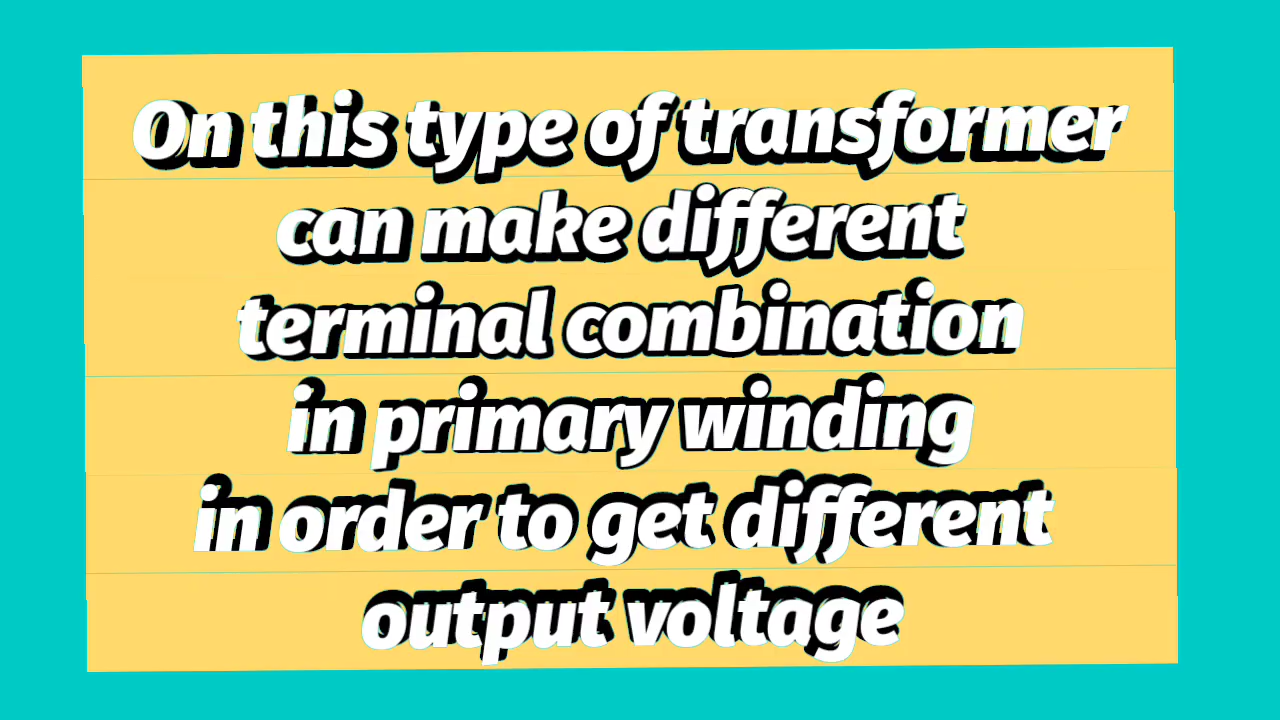 On this type of transformer
can make different
terminal combination
in primary winding
in order to get different
output voltage